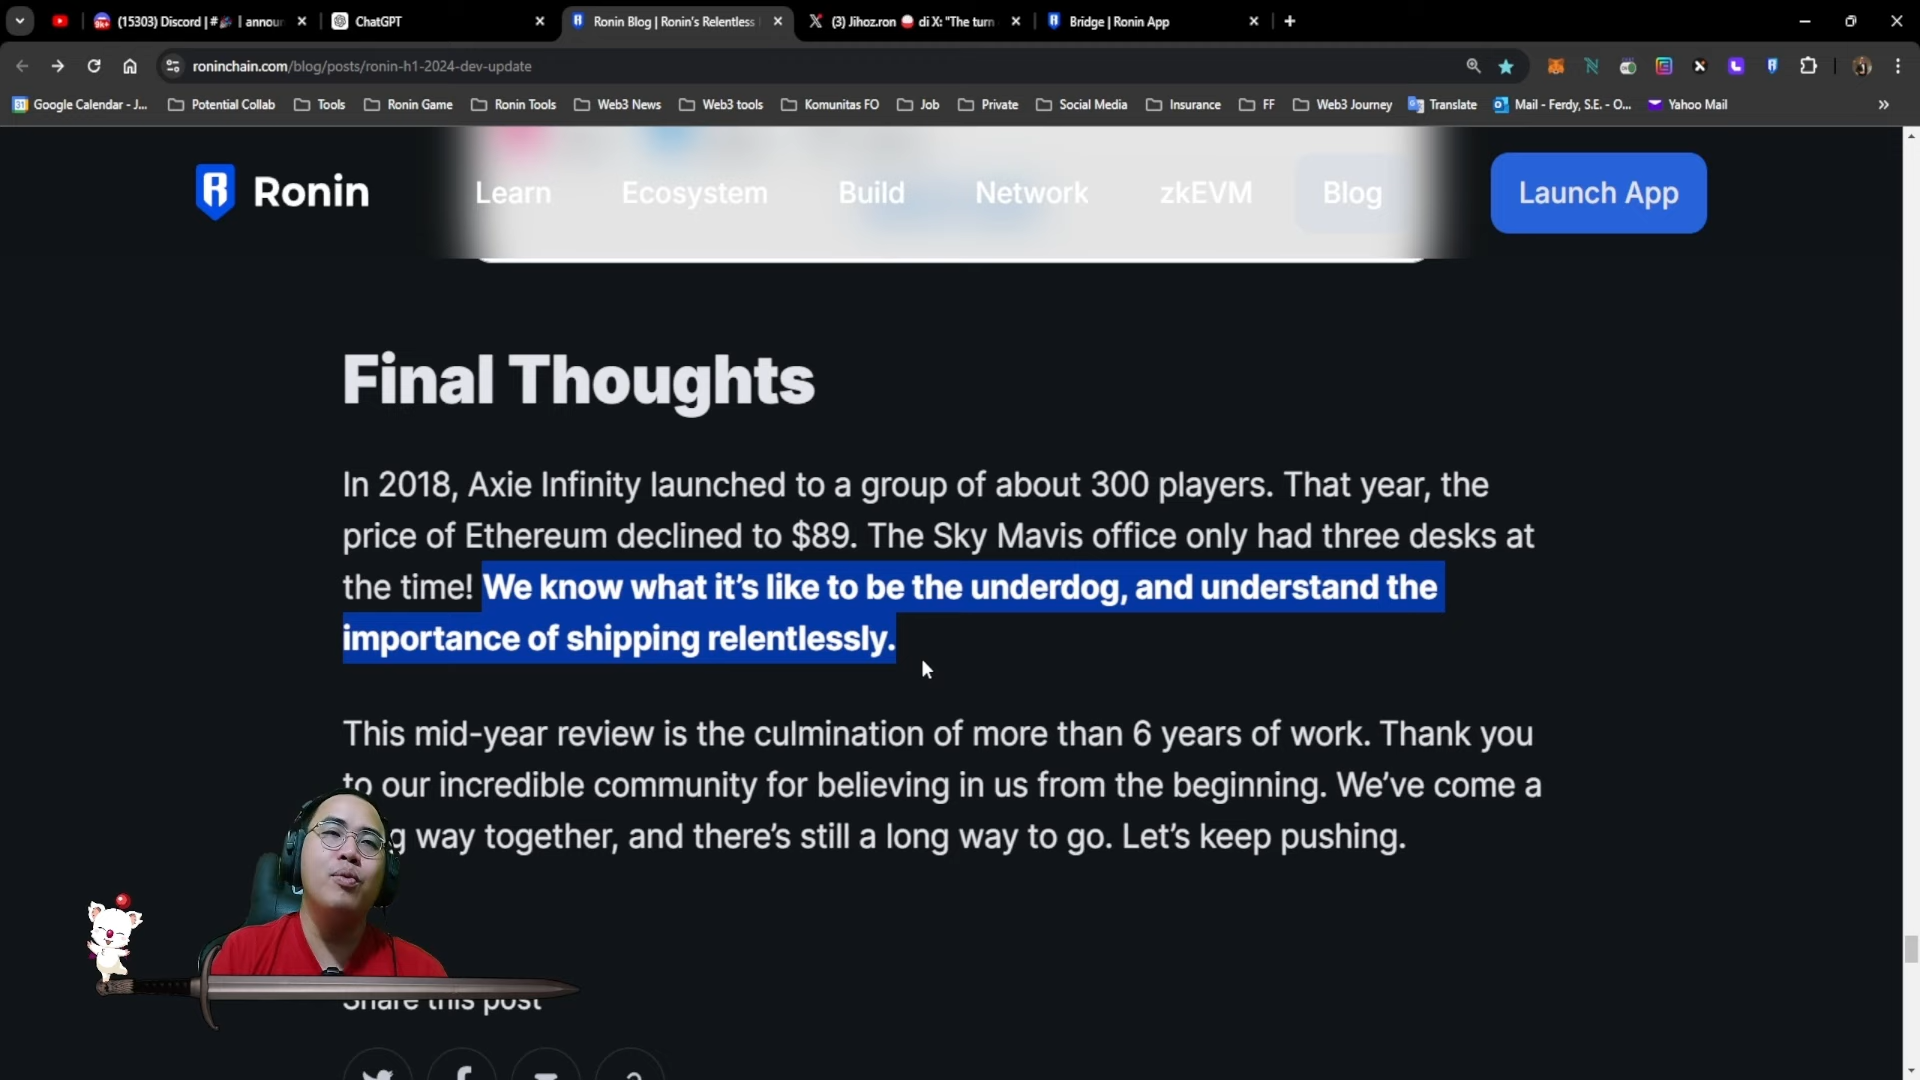 (15303) Discord | # | announ
ChatGPT
Ronin Blog | Ronin's Relentless
(3) Jihoz.ron di X: "The turn
Bridge | Ronin App
roninchain.com/blog/posts/ronin-h1-2024-dev-update
Google Calendar - J...
Potential Collab
Tools
Ronin Game
Ronin Tools
Web3 News
Web3 tools
Komunitas FO
Job
Private
Social Media
Insurance
FF
Web3 Journey
Translate
Mail - Ferdy, S.E. - O...
Yahoo Mail
Ronin
Learn
Ecosystem
Build
Network
zkEVM
Blog
Launch App
Final Thoughts
In 2018, Axie Infinity launched to a group of about 300 players. That year, the
price of Ethereum declined to $89. The Sky Mavis office only had three desks at
the time! We know what it's like to be the underdog, and understand the
importance of shipping relentlessly.
This mid-year review is the culmination of more than 6 years of work. Thank you
to our incredible community for believing in us from the beginning. We've come a
way together, and there's still a long way to go. Let's keep pushing.
Share this post